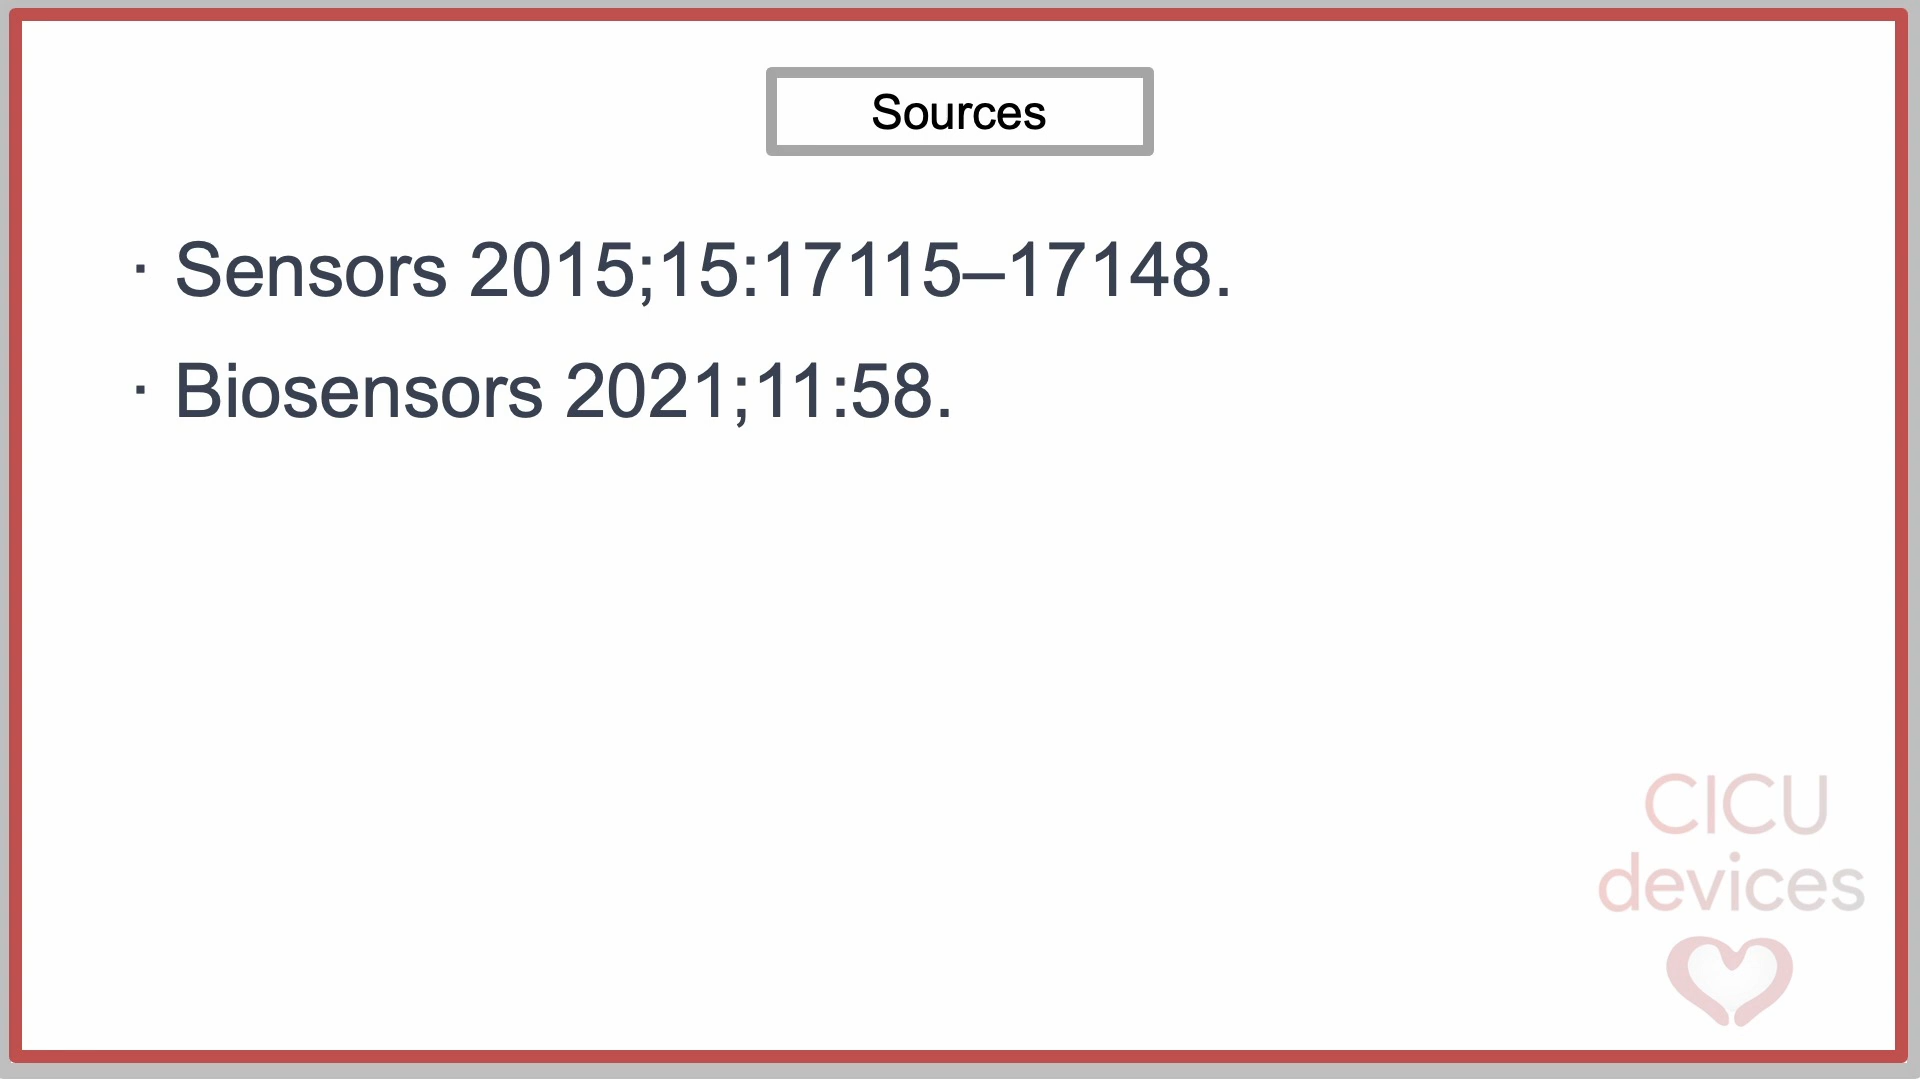 Sources
· Sensors 2015;15:17115–17148.
· Biosensors 2021;11:58.
CICU
devices